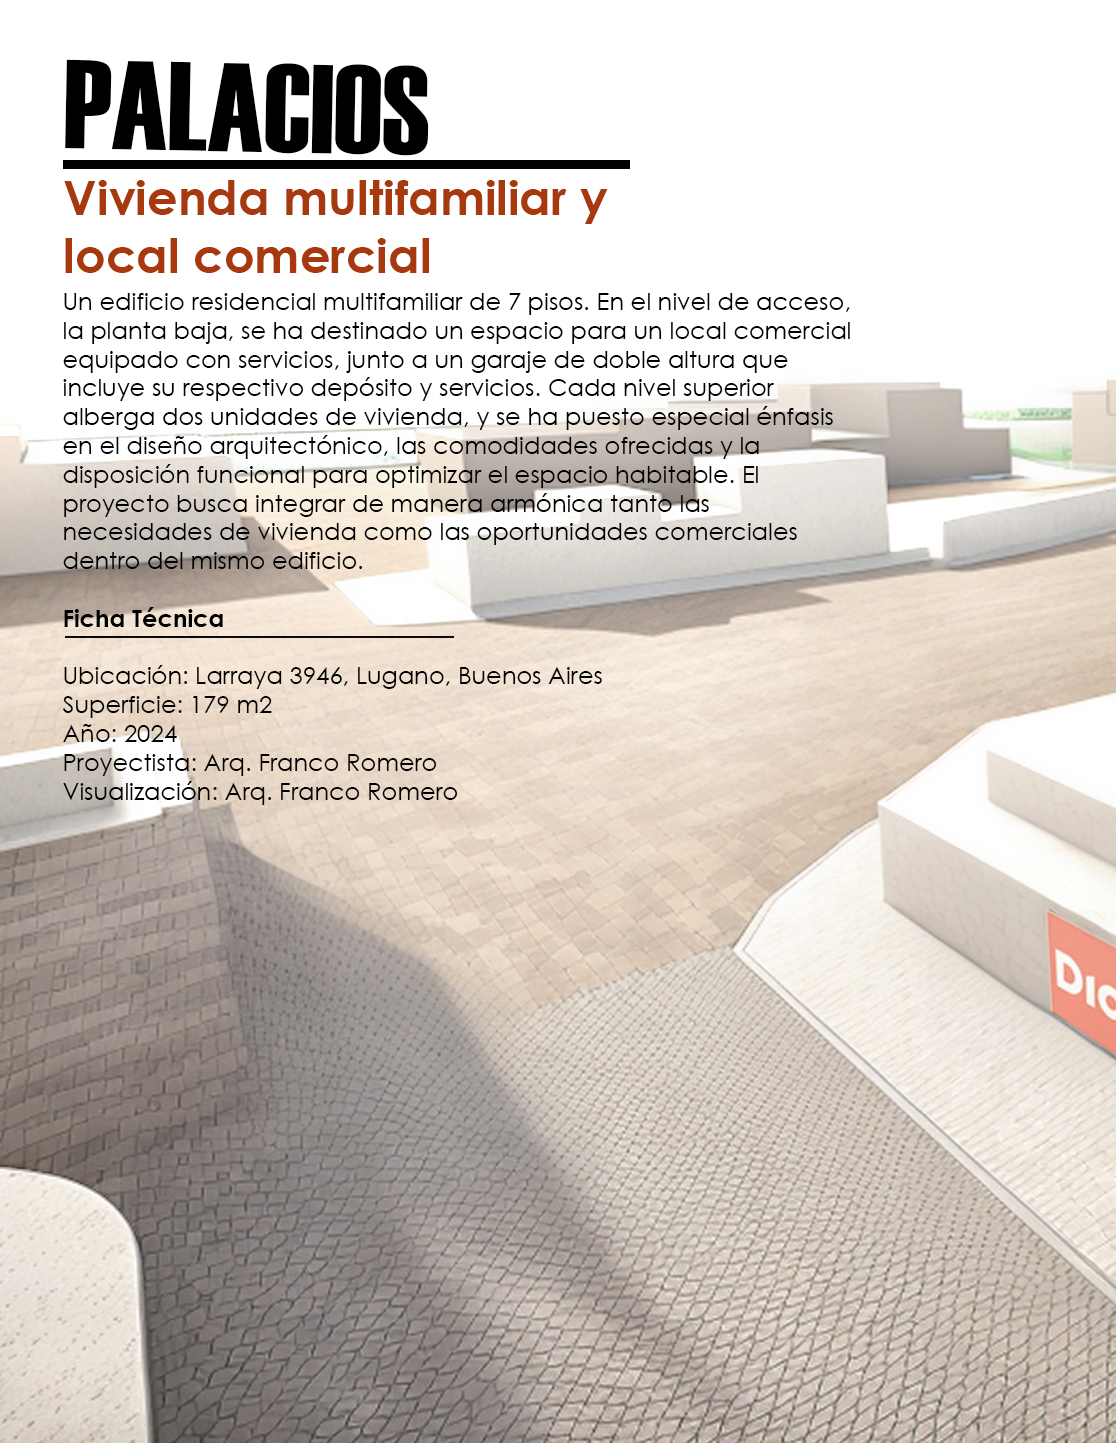 PALACIOS
Vivienda multifamiliar y
local comercial
Un edificio residencial multifamiliar de 7 pisos. En el nivel de acceso,
la planta baja, se ha destinado un espacio para un local comercial
equipado con servicios, junto a un garaje de doble altura que
incluye su respectivo depósito y servicios. Cada nivel superior
alberga dos unidades de vivienda, y se ha puesto especial énfasis
en el diseño arquitectónico, las comodidades ofrecidas y la
disposición funcional para optimizar el espacio habitable. El
proyecto busca integrar de manera armónica tanto las
necesidades de vivienda como las oportunidades comerciales
dentro del mismo edificio.
Ficha Técnica
Ubicación: Larraya 3946, Lugano, Buenos Aires
Superficie: 179 m2
Año: 2024
Proyectista: Arq. Franco Romero
Visualización: Arq. Franco Romero